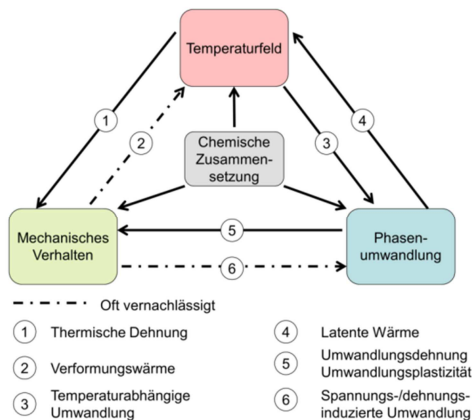 Temperaturfeld
1
2
Chemische
Zusammen-
setzung
3
4
Mechanisches
Verhalten
5
6
Phasen-
umwandlung
Oft vernachlässigt
1 Thermische Dehnung
2 Verformungswärme
3 Temperaturabhängige
Umwandlung
4 Latente Wärme
5 Umwandlungsdehnung
Umwandlungsplastizität
6 Spannungs-/dehnungs-
induzierte Umwandlung